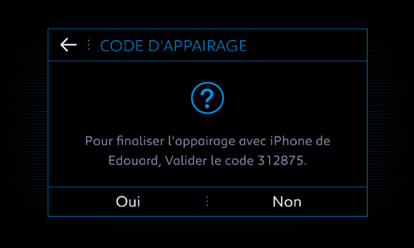 CODE D'APPAIRAGE
Pour finaliser l'appairage avec iPhone de
Edouard, Valider le code 312875.
Oui
Non